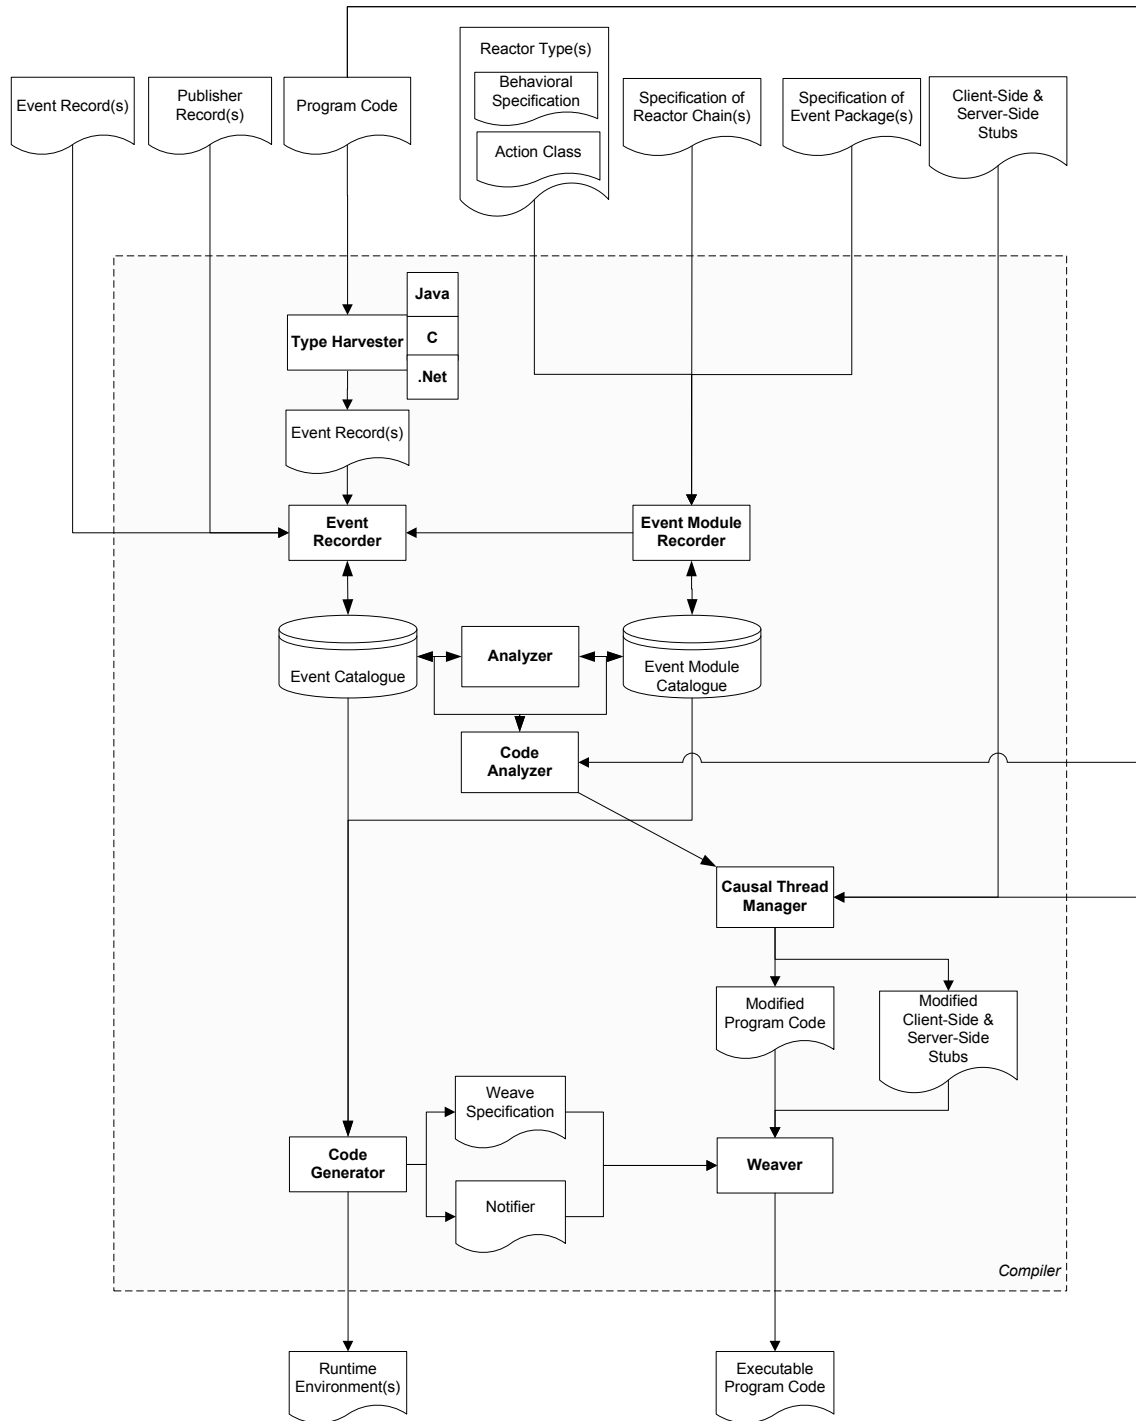 Event Record(s)
Publisher
Record(s)
Program Code
Reactor Type(s)
Behavioral
Specification
Action Class
Specification of
Reactor Chain(s)
Specification of
Event Package(s)
Client-Side &
Server-Side
Stubs
Java
Type Harvester
C
.Net
Event Record(s)
Event
Recorder
Event Module
Recorder
Event Catalogue
Analyzer
Event Module
Catalogue
Code
Analyzer
Causal Thread
Manager
Modified
Program Code
Modified
Client-Side &
Server-Side
Stubs
Weave
Specification
Code
Generator
Notifier
Weaver
Compiler
Runtime
Environment(s)
Executable
Program Code